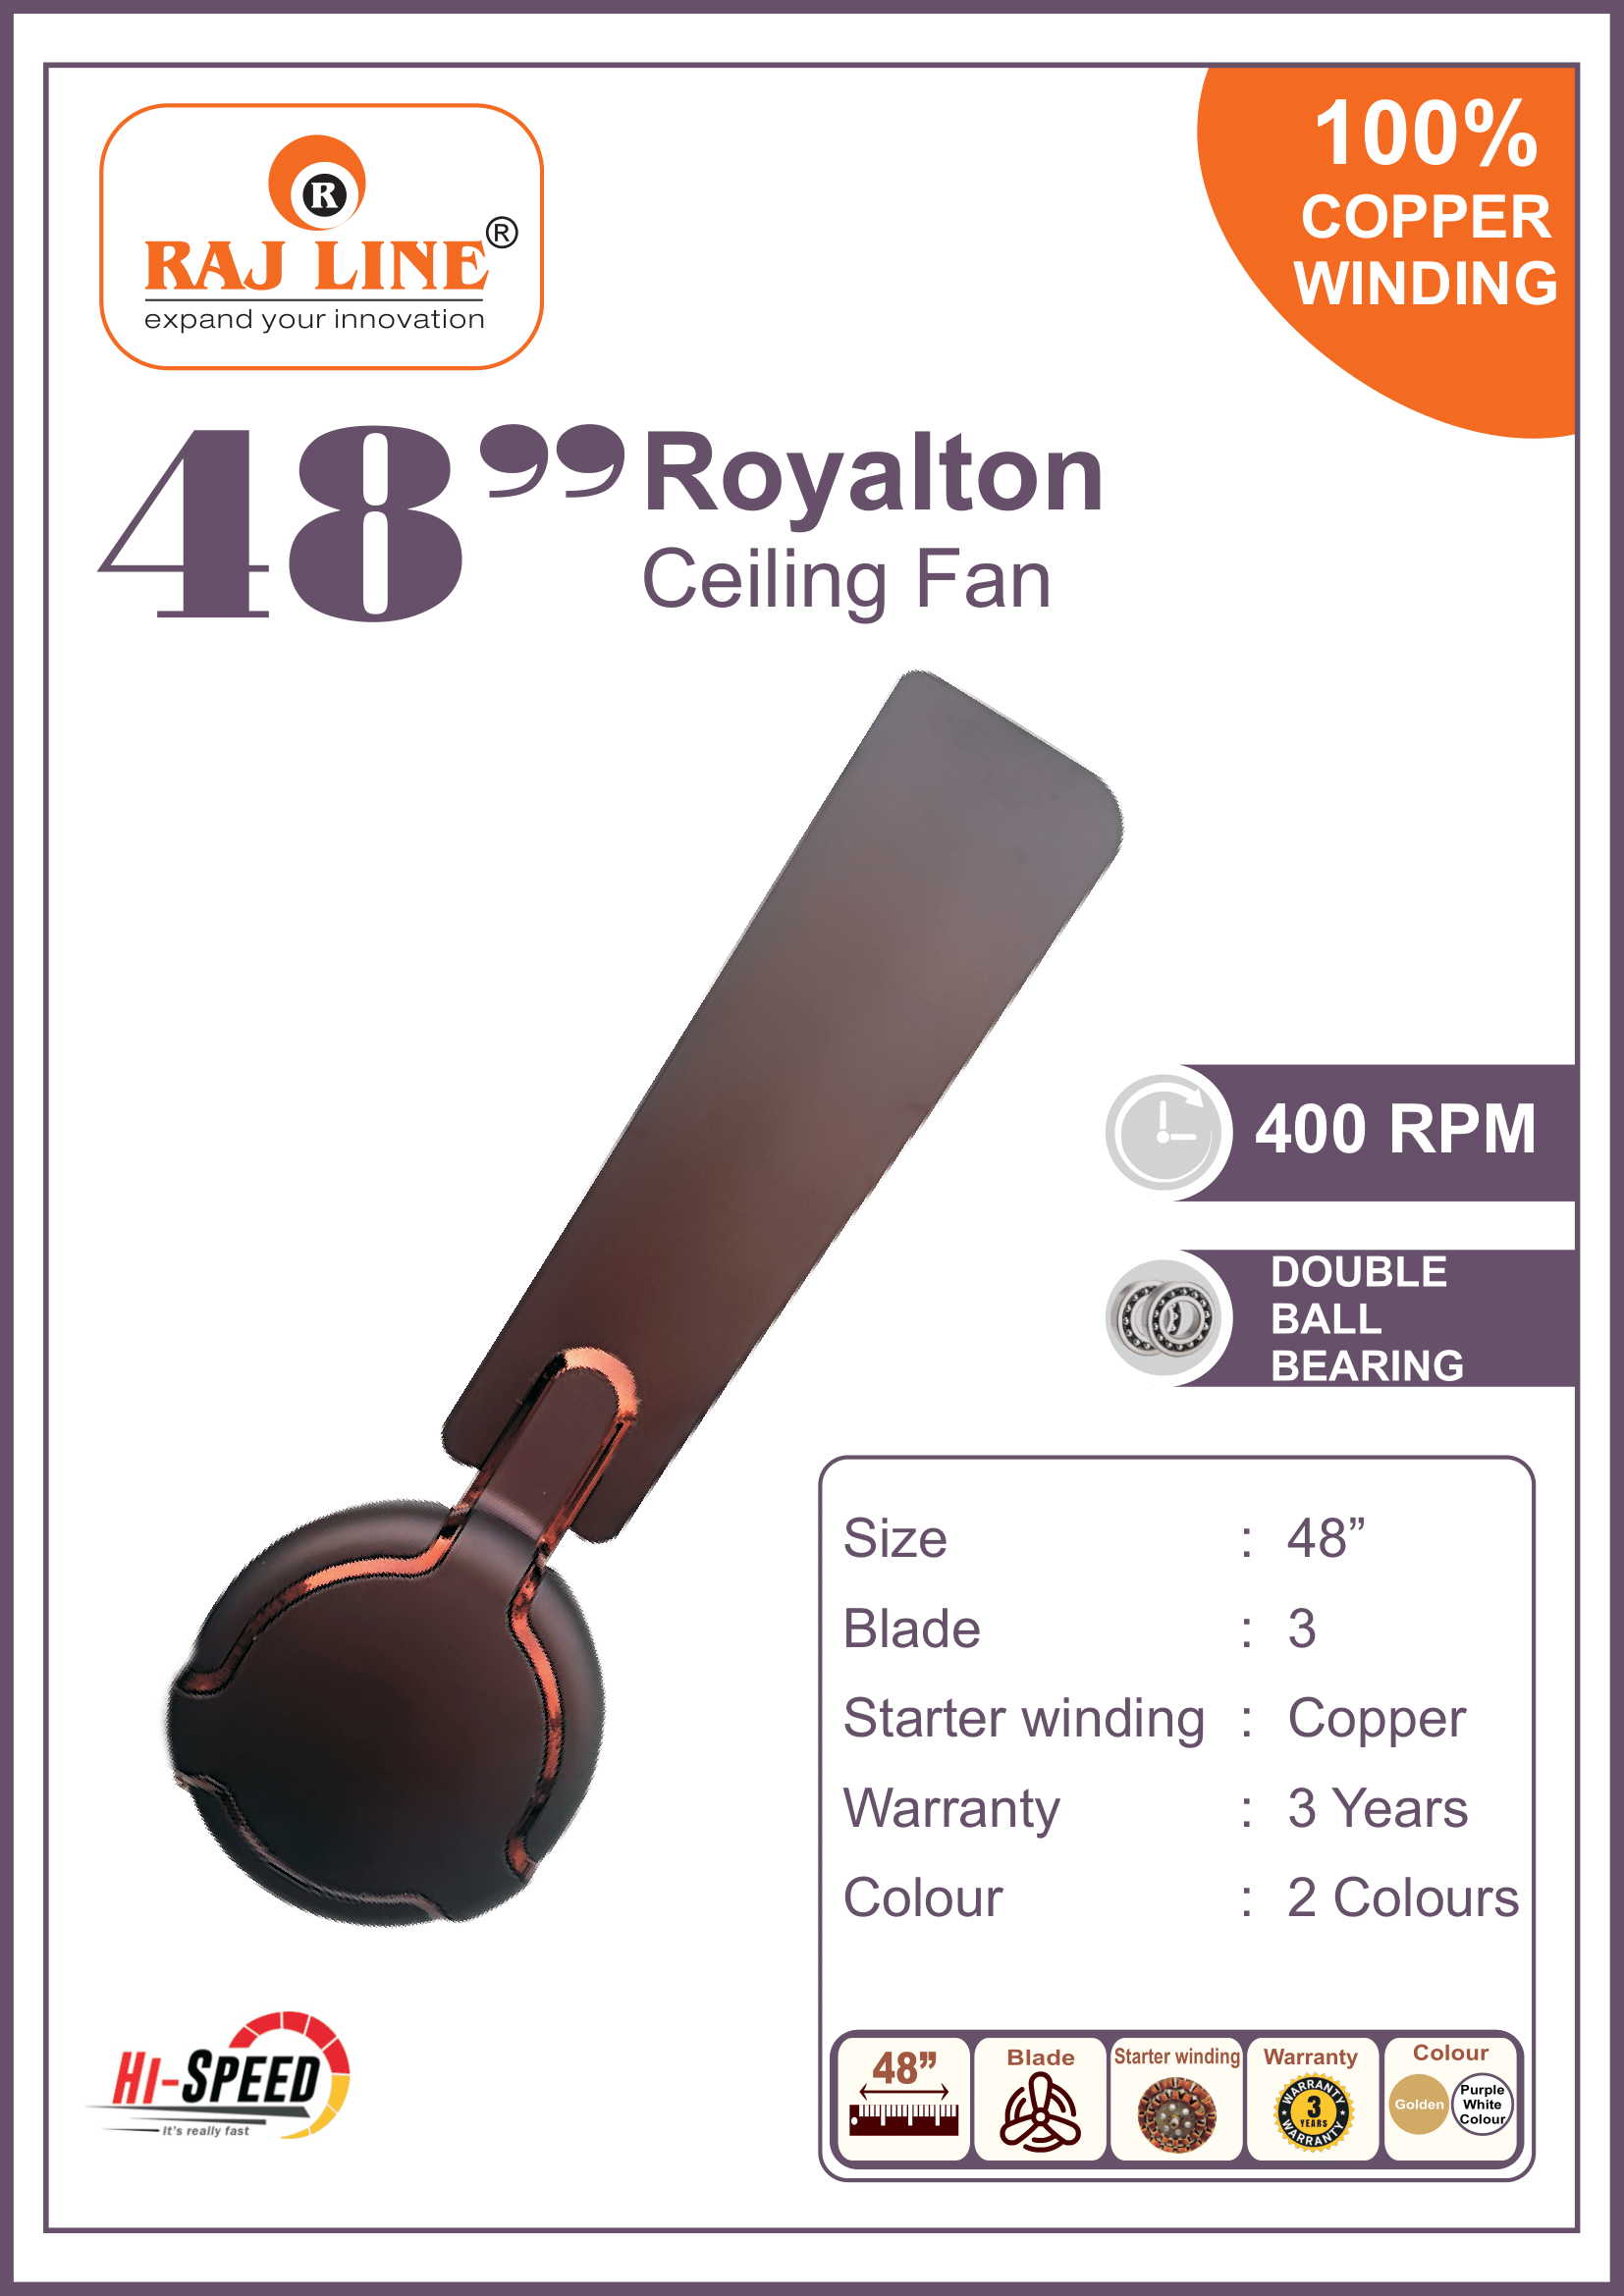 R
RAJ LINE®
expand your innovation
100%
COPPER
WINDING
48” Royalton
Ceiling Fan
400 RPM
DOUBLE
BALL
BEARING
Size : 48”
Blade : 3
Starter winding : Copper
Warranty : 3 Years
Colour : 2 Colours
HI-SPEED
It's really fast
48”
Blade
Starter winding
Warranty
WARRANTY
3
YEARS
WARRANTY
Colour
Golden
Purple
White
Colour